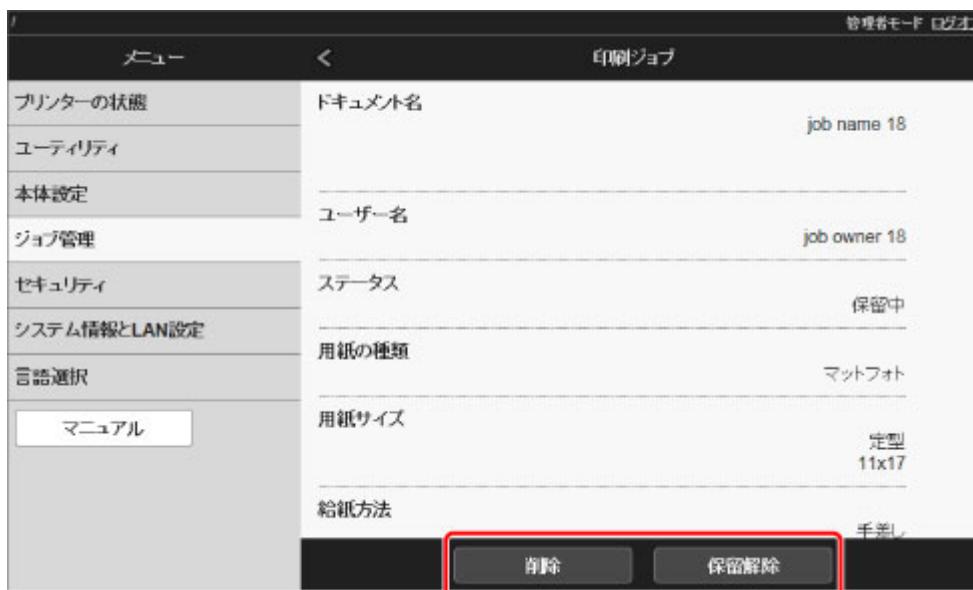 /
管理者モード ログオ
メニュー
<
印刷ジョブ
プリンターの状態
ユーティリティ
本体設定
ジョブ管理
セキュリティ
システム情報とLAN設定
言語選択
マニュアル
ドキュメント名
job name 18
ユーザー名
job owner 18
ステータス
保留中
用紙の種類
マットフォト
用紙サイズ
定型
11x17
給紙方法
手差し
削除
保留解除